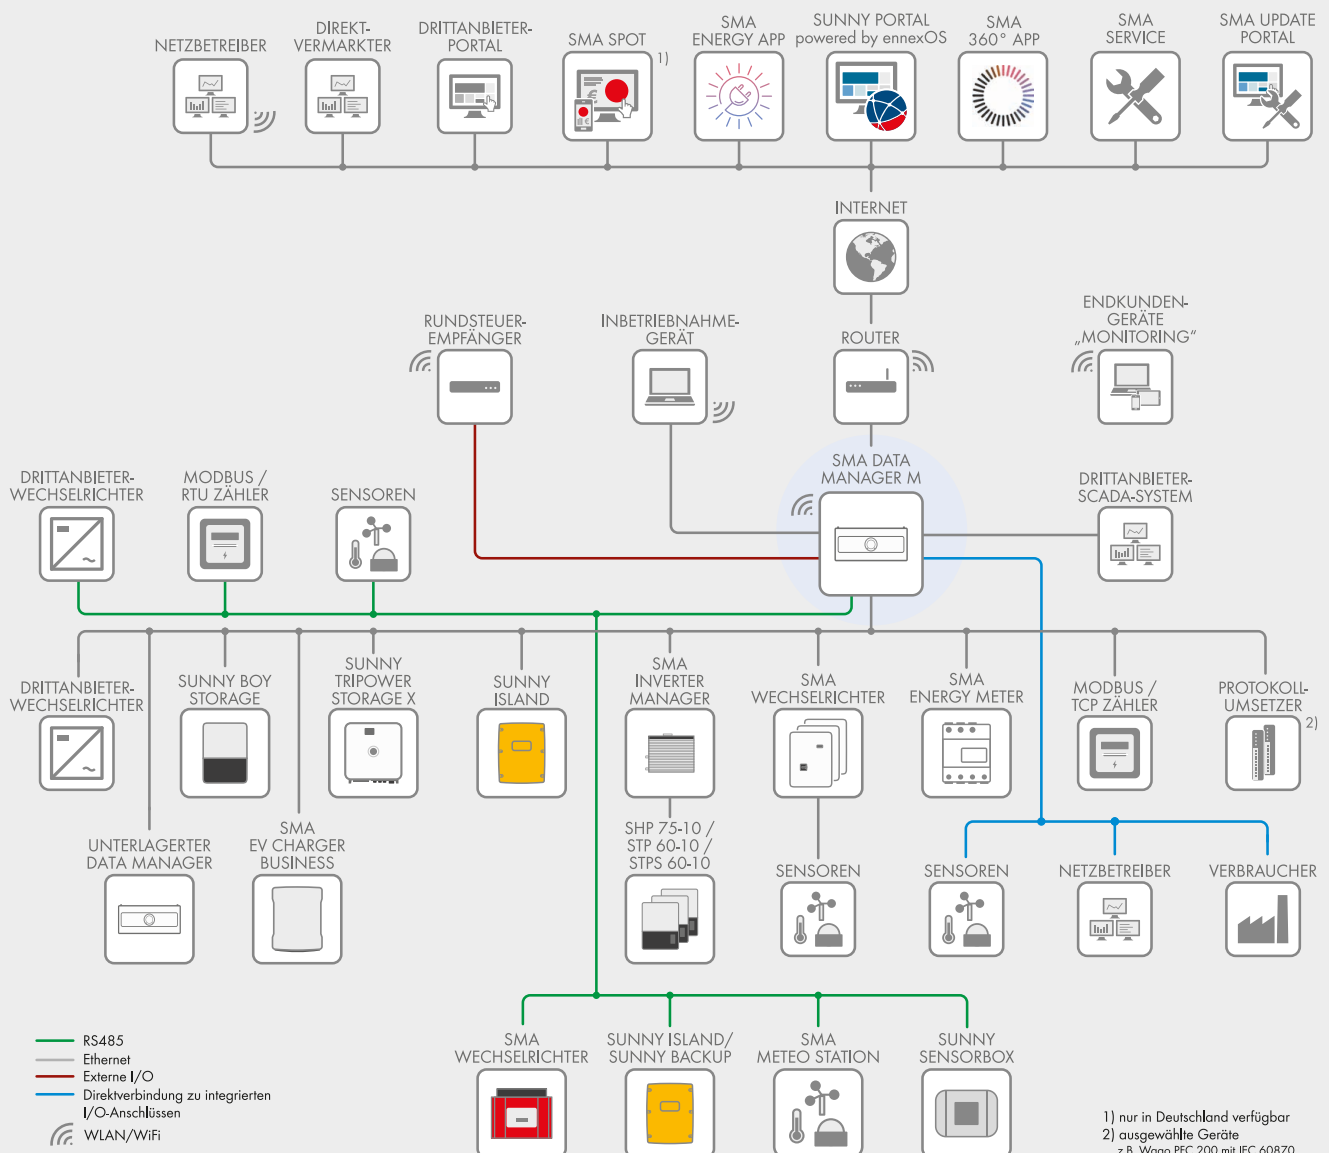 NETZBETREIBER
DIREKT-
VERMARKTER
DRITTANBIETER-
PORTAL
SMA SPOT
1)
SMA
ENERGY APP
SUNNY PORTAL
powered by ennexOS
SMA
360° APP
SMA
SERVICE
SMA UPDATE
PORTAL
INTERNET
RUNDSTEUER-
EMPFÄNGER
INBETRIEBNAHME-
GERÄT
ROUTER
ENDKUNDEN-
GERÄTE
„MONITORING“
DRITTANBIETER-
WECHSELRICHTER
MODBUS /
RTU ZÄHLER
SENSOREN
SMA DATA
MANAGER M
DRITTANBIETER-
SCADA-SYSTEM
DRITTANBIETER-
WECHSELRICHTER
SUNNY BOY
STORAGE
SUNNY
TRIPOWER
STORAGE X
SUNNY
ISLAND
SMA
INVERTER
MANAGER
SMA
WECHSELRICHTER
SMA
ENERGY METER
MODBUS /
TCP ZÄHLER
PROTOKOLL-
UMSETZER
2)
UNTERLAGERTER
DATA MANAGER
SMA
EV CHARGER
BUSINESS
SHP 75-10 /
STP 60-10 /
STPS 60-10
SENSOREN
SENSOREN
NETZBETREIBER
VERBRAUCHER
SMA
WECHSELRICHTER
SUNNY ISLAND/
SUNNY BACKUP
SMA
METEO STATION
SUNNY
SENSORBOX
RS485
Ethernet
Externe I/O
Direktverbindung zu integrierten
I/O-Anschlüssen
WLAN/WiFi
1) nur in Deutschland verfügbar
2) ausgewählte Geräte
z.B. Wago PFC 200 mit IEC 60870